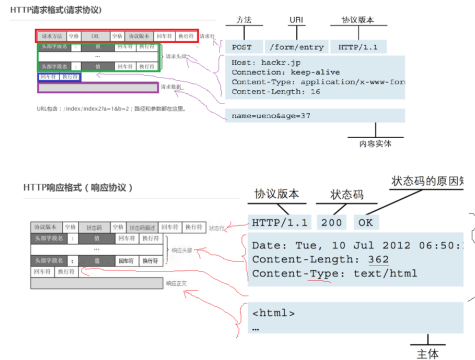 HTTP请求格式(请求协议)
方法 URI 协议版本
请求方法 空格 URL 空格 协议版本 回车符 换行符 请求行
POST /form/entry HTTP/1.1
头部字段名 : 值 回车符 换行符
...
请求头部
头部字段名 : 值 回车符 换行符
回车符 换行符
请求数据
Host: hackr.jp
Connection: keep-alive
Content-Type: application/x-www-for
Content-Length: 16
URL包含：:index/index2?a=1&b=2；路径和参数都在这里。
name=ueno&age=37
内容实体
HTTP响应格式（响应协议）
协议版本 状态码 状态码的原因短
协议版本 空格 状态码 空格 状态码描述 回车符 换行符 状态行
HTTP/1.1 200 OK
头部字段名 : 值 回车符 换行符
...
响应头部
头部字段名 : 值 回车符 换行符
回车符 换行符
响应正文
Date: Tue, 10 Jul 2012 06:50:
Content-Length: 362
Content-Type: text/html
<html>
…
主体